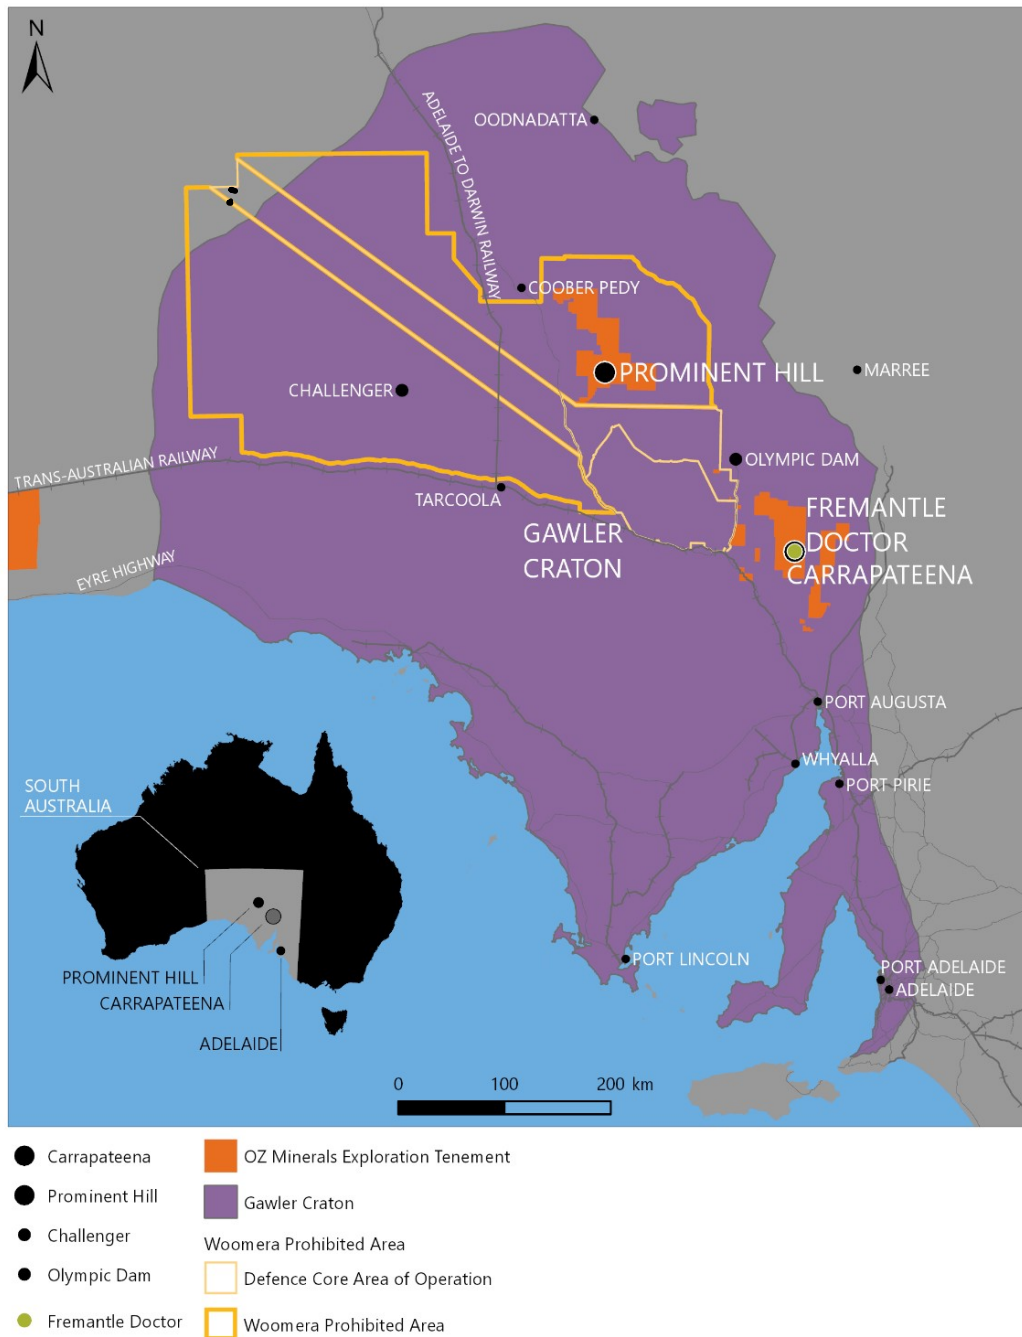 N
ADELAIDE TO DARWIN RAILWAY
OODNADATTA
COOBER PEDY
PROMINENT HILL
MARREE
CHALLENGER
OLYMPIC DAM
TRANS-AUSTRALIAN RAILWAY
TARCOOLA
GAWLER
CRATON
FREMANTLE
DOCTOR
CARRAPATEENA
EYRE HIGHWAY
PORT AUGUSTA
WHYALLA
PORT PIRIE
SOUTH
AUSTRALIA
PORT LINCOLN
PORT ADELAIDE
ADELAIDE
PROMINENT HILL
CARRAPATEENA
ADELAIDE
0 100 200 km
Carrapateena
Prominent Hill
Challenger
Olympic Dam
Fremantle Doctor
OZ Minerals Exploration Tenement
Gawler Craton
Woomera Prohibited Area
Defence Core Area of Operation
Woomera Prohibited Area